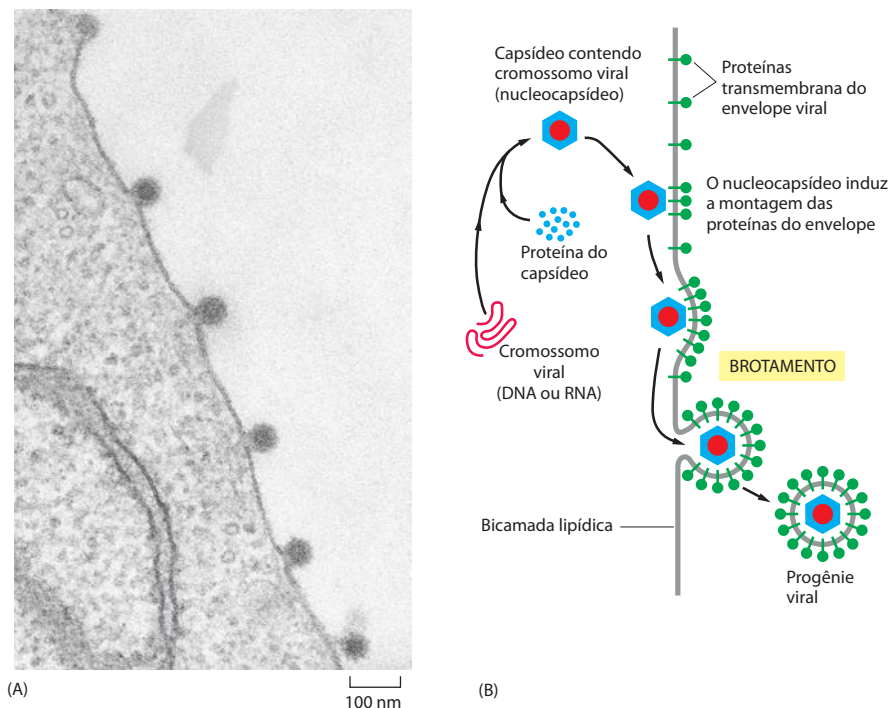 Capsídeo contendo
cromossomo viral
(nucleocapsídeo)
Proteínas
transmembrana do
envelope viral
O nucleocapsídeo induz
a montagem das
proteínas do envelope
Proteína do
capsídeo
Cromossomo
viral
(DNA ou RNA)
BROTAMENTO
Bicamada lipídica
Progênie
viral
(A)
100 nm
(B)